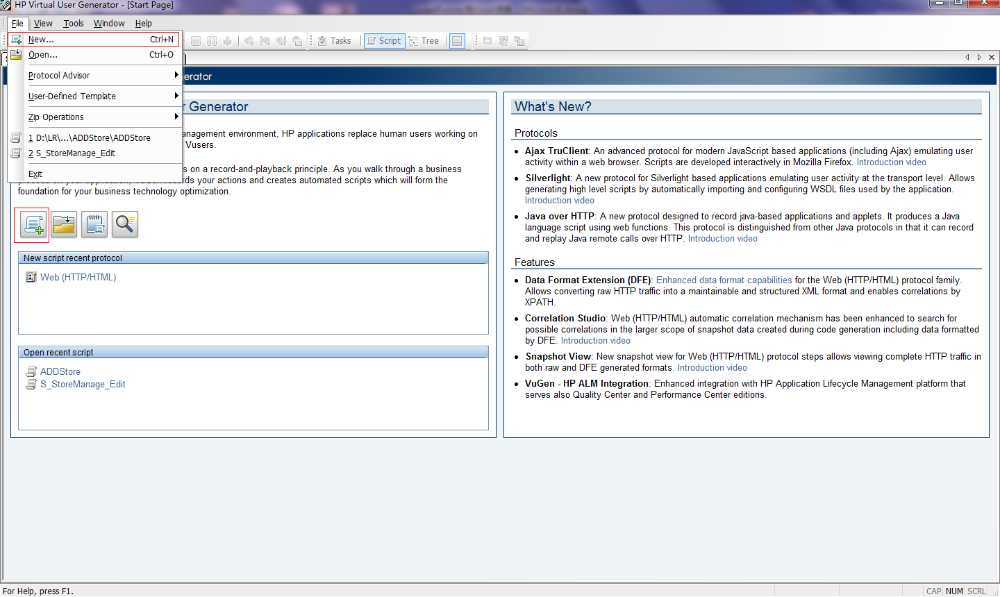 HP Virtual User Generator - [Start Page]
File View Tools Window Help
New... Ctrl+N
Open... Ctrl+O
Protocol Advisor
User-Defined Template
Zip Operations
1 D:\LR\...\ADDStore\ADDStore
2 S_StoreManage_Edit
Exit
Tasks Script Tree
erator
r Generator
anagement environment, HP applications replace human users working on
Vusers.
s on a record-and-playback principle. As you walk through a business
rds your actions and creates automated scripts which will form the
foundation for your business technology optimization.
New script recent protocol
Web (HTTP/HTML)
Open recent script
ADDStore
S_StoreManage_Edit
What's New?
Protocols
• Ajax TruClient: An advanced protocol for modern JavaScript based applications (including Ajax) emulating user
activity within a web browser. Scripts are developed interactively in Mozilla Firefox. Introduction video
• Silverlight: A new protocol for Silverlight based applications emulating user activity at the transport level. Allows
generating high level scripts by automatically importing and configuring WSDL files used by the application.
Introduction video
• Java over HTTP: A new protocol designed to record java-based applications and applets. It produces a Java
language script using web functions. This protocol is distinguished from other Java protocols in that it can record
and replay Java remote calls over HTTP. Introduction video
Features
• Data Format Extension (DFE): Enhanced data format capabilities for the Web (HTTP/HTML) protocol family.
Allows converting raw HTTP traffic into a maintainable and structured XML format and enables correlations by
XPATH.
• Correlation Studio: Web (HTTP/HTML) automatic correlation mechanism has been enhanced to search for
possible correlations in the larger scope of snapshot data created during code generation including data formatted
by DFE. Introduction video
• Snapshot View: New snapshot view for Web (HTTP/HTML) protocol steps allows viewing complete HTTP traffic in
both raw and DFE generated formats. Introduction video
• VuGen - HP ALM Integration: Enhanced integration with HP Application Lifecycle Management platform that
serves also Quality Center and Performance Center editions.
For Help, press F1.
CAP NUM SCRL